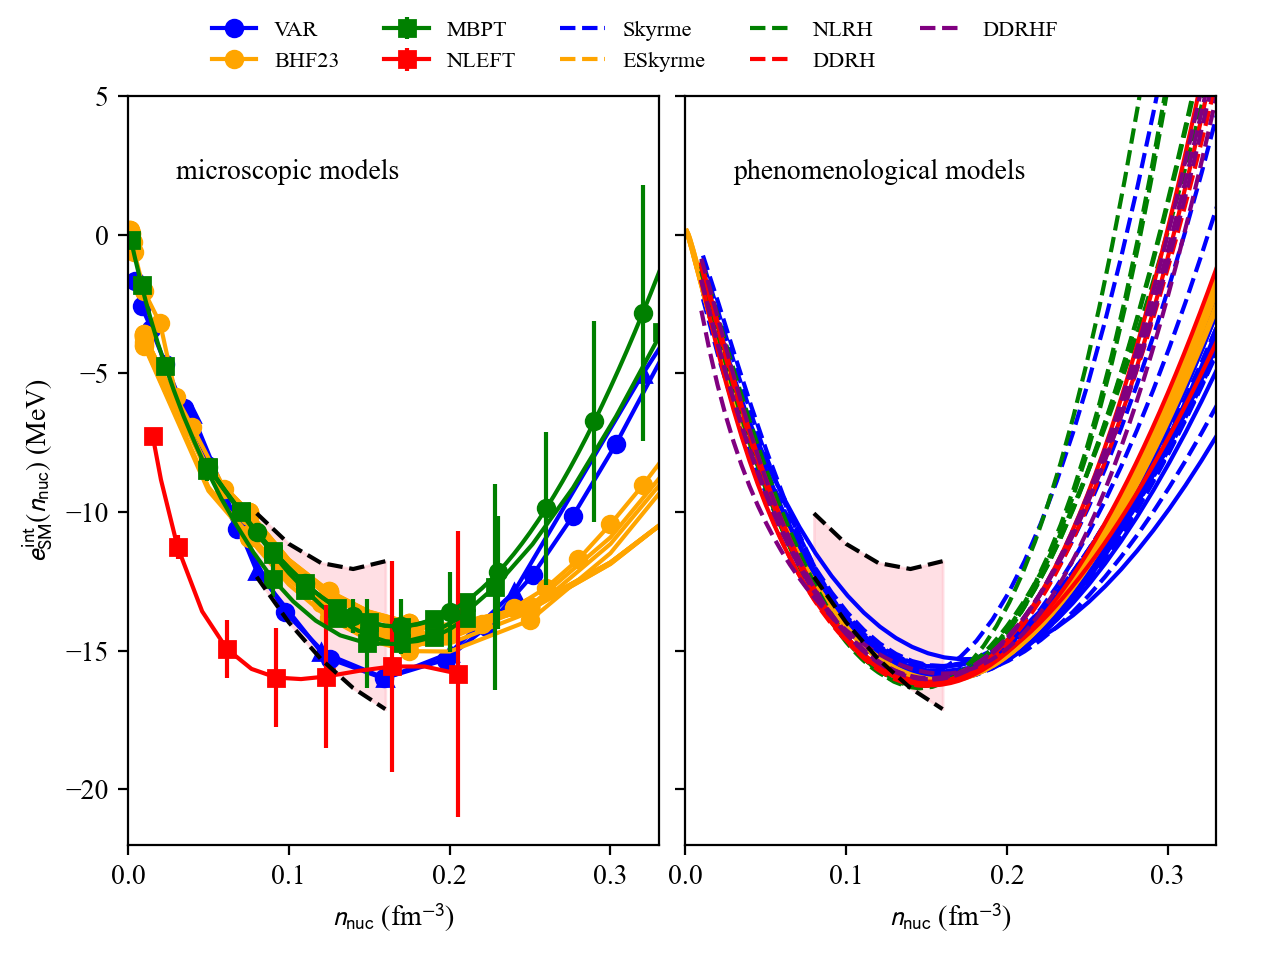 VAR MBPT Skyrme NLRH DDRHF
BHF23 NLEFT ESkyrme DDRH
microscopic models
phenomenological models
5
0
−5
−10
−15
−20
e_SM^int(n_nuc) (MeV)
0.0 0.1 0.2 0.3
0.0 0.1 0.2 0.3
n_nuc (fm⁻³)
n_nuc (fm⁻³)